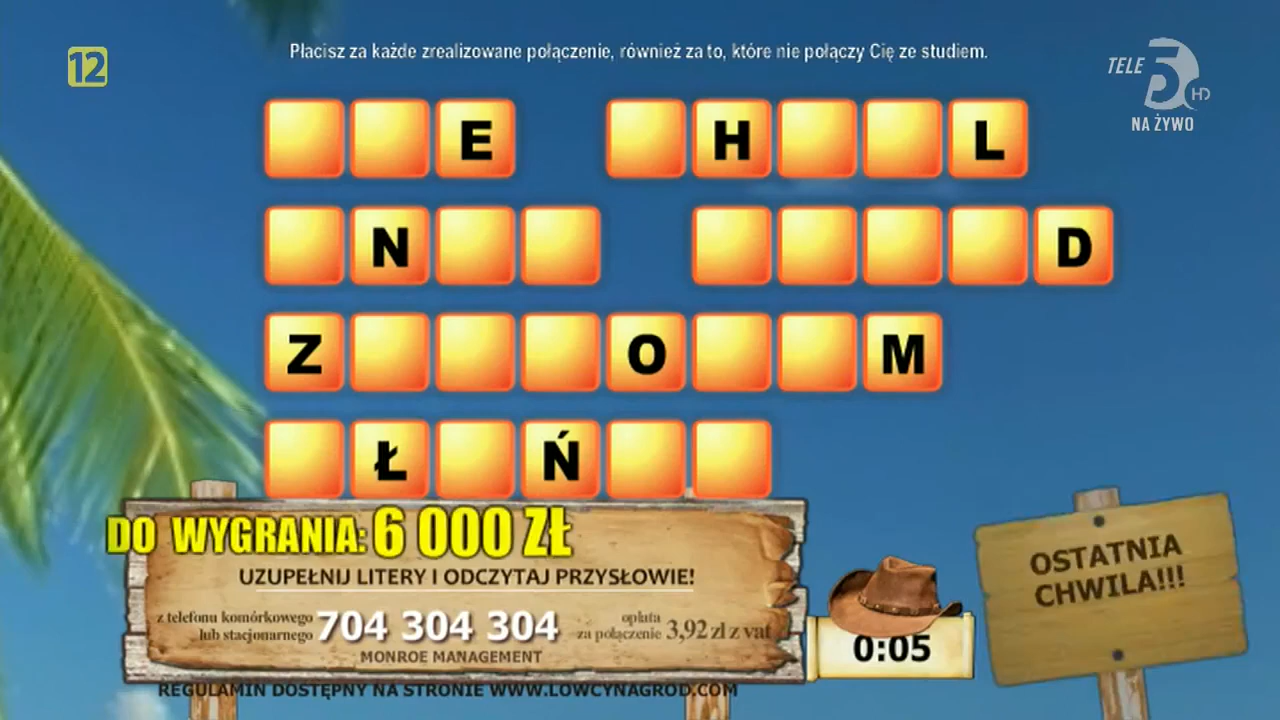 Płacisz za każde zrealizowane połączenie, również za to, które nie połączy Cię ze studiem.
12
TELE 5 HD
NA ŻYWO
E H L
N D
Z O M
Ł Ń
DO WYGRANIA: 6 000 ZŁ
UZUPEŁNIJ LITERY I ODCZYTAJ PRZYSŁOWIE!
z telefonu komórkowego
lub stacjonarnego
704 304 304
opłata
za połączenie 3,92 zł z vat
MONROE MANAGEMENT
REGULAMIN DOSTĘPNY NA STRONIE WWW.LOWCYNAGROD.COM
0:05
OSTATNIA
CHWILA!!!